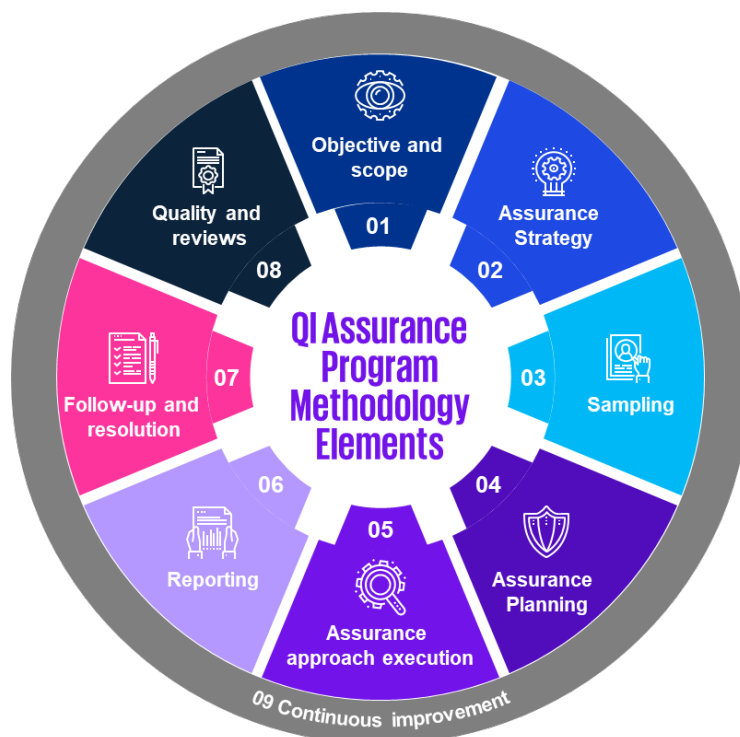 QI Assurance
Program
Methodology
Elements
01
Objective and
scope
02
Assurance
Strategy
03
Sampling
04
Assurance
Planning
05
Assurance
approach execution
06
Reporting
07
Follow-up and
resolution
08
Quality and
reviews
09 Continuous improvement